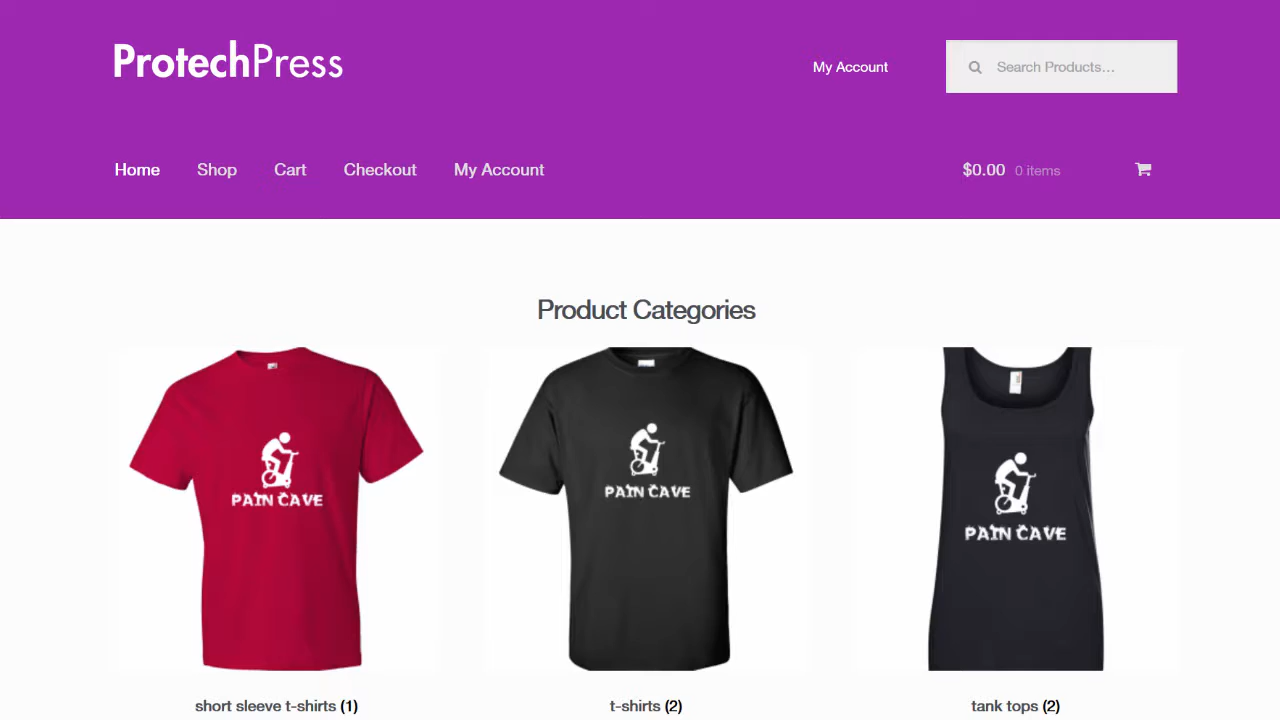 ProtechPress
My Account
Search Products...
Home Shop Cart Checkout My Account
$0.00 0 items
Product Categories
PAIN CAVE
PAIN CAVE
PAIN CAVE
short sleeve t-shirts (1)
t-shirts (2)
tank tops (2)